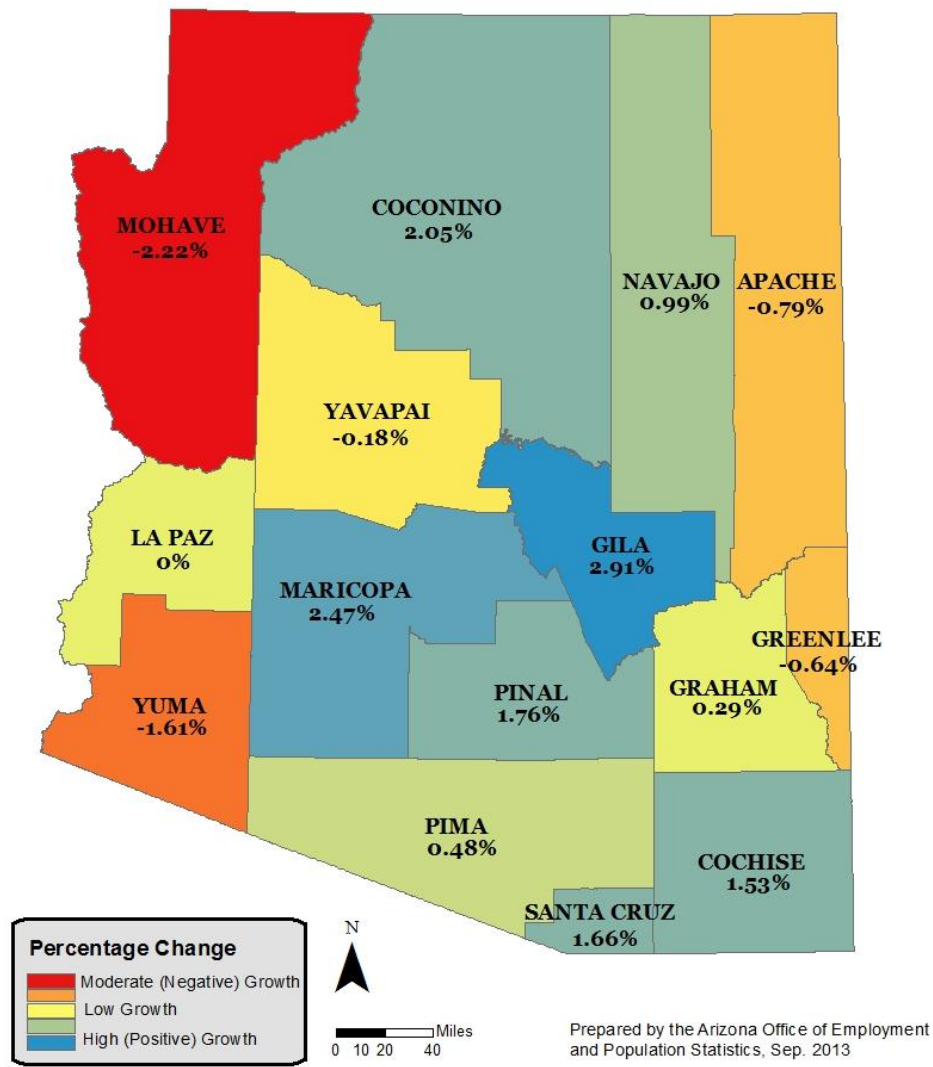 MOHAVE
-2.22%
COCONINO
2.05%
NAVAJO
0.99%
APACHE
-0.79%
YAVAPAI
-0.18%
LA PAZ
0%
MARICOPA
2.47%
GILA
2.91%
GREENLEE
-0.64%
YUMA
-1.61%
PINAL
1.76%
GRAHAM
0.29%
PIMA
0.48%
COCHISE
1.53%
SANTA CRUZ
1.66%
Percentage Change
Moderate (Negative) Growth
Low Growth
High (Positive) Growth
N
Miles
0 10 20 40
Prepared by the Arizona Office of Employment
and Population Statistics, Sep. 2013